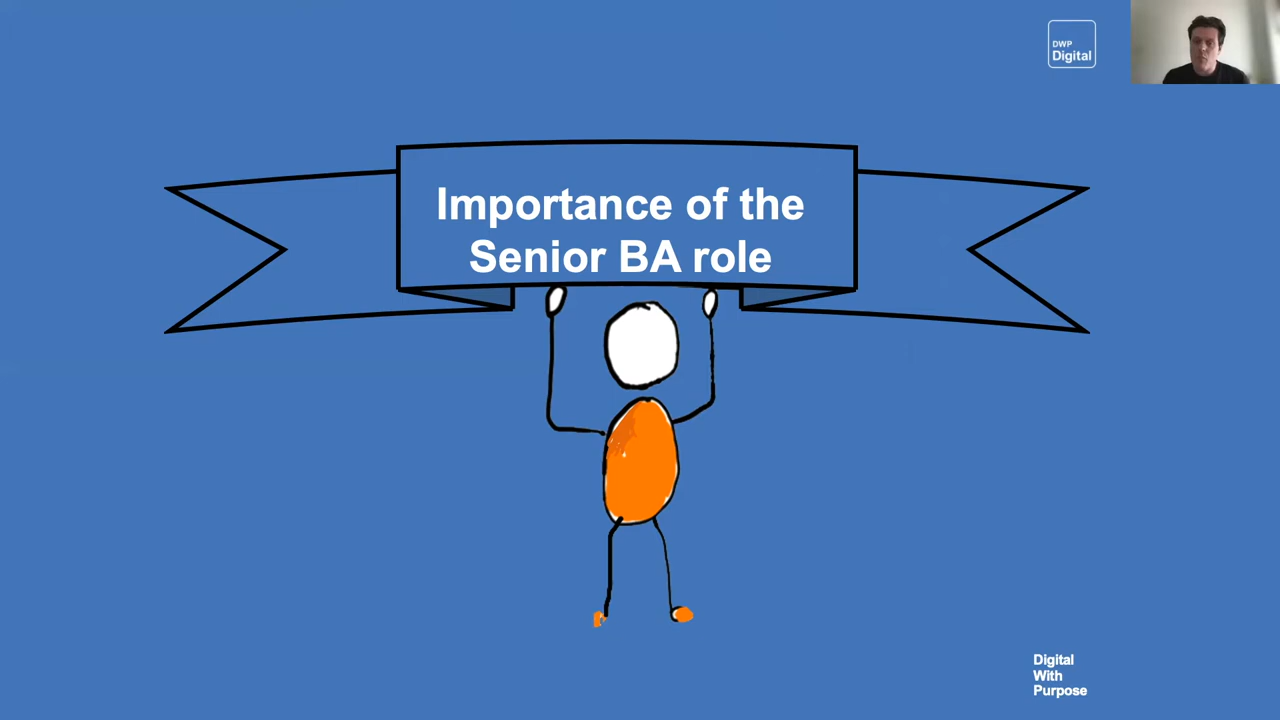 DWP
Digital
Importance of the
Senior BA role
Digital
With
Purpose